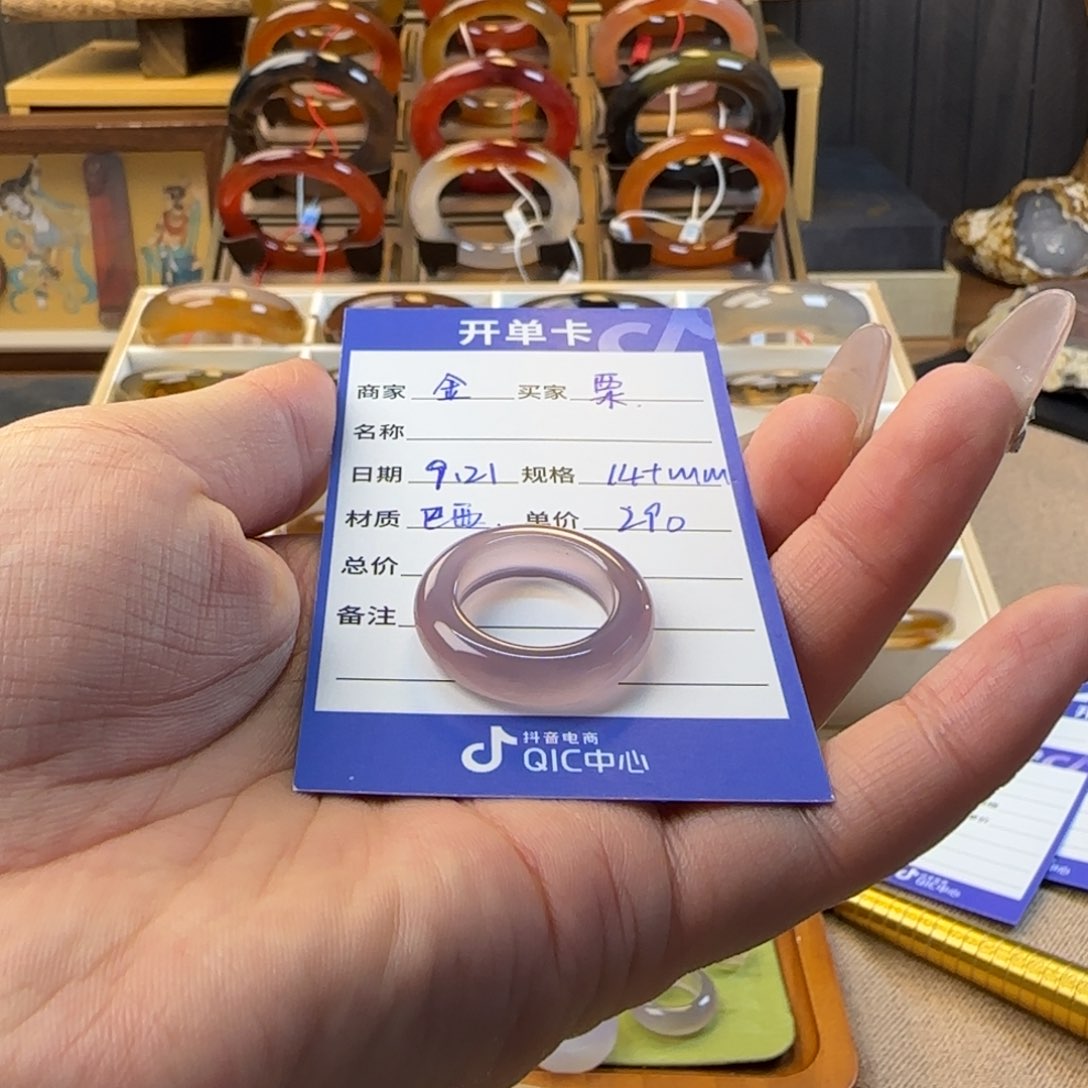 开单卡
商家 金 买家 栗
名称
日期 9.21 规格 14+mm
材质 巴西 单价 290
总价
备注
抖音电商
QIC中心